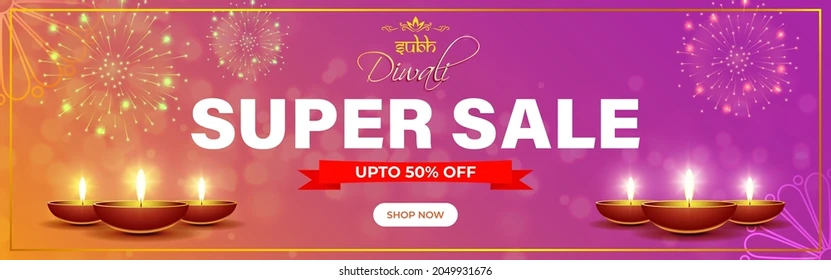 Subh
Diwali
SUPER SALE
UPTO 50% OFF
SHOP NOW
shutterstock.com · 2049931676